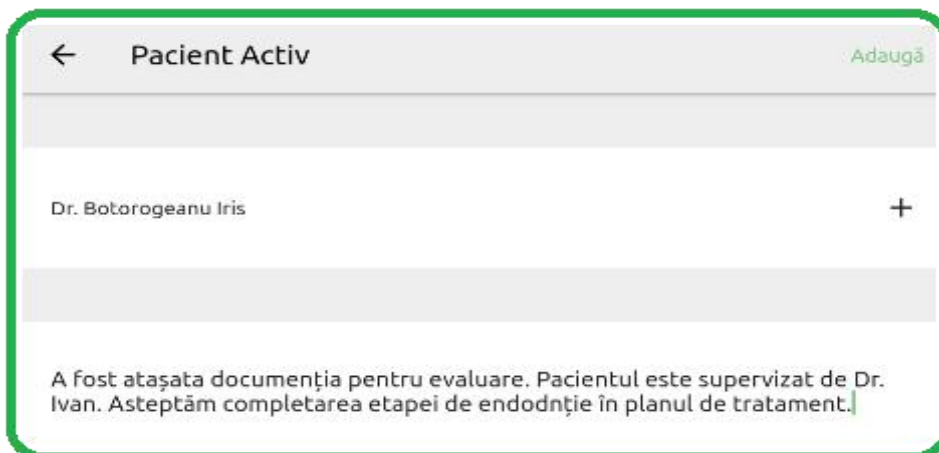 Pacient Activ Adaugă
Dr. Botorogeanu Iris
A fost atașata documenția pentru evaluare. Pacientul este supervizat de Dr.
Ivan. Asteptăm completarea etapei de endodnție în planul de tratament.